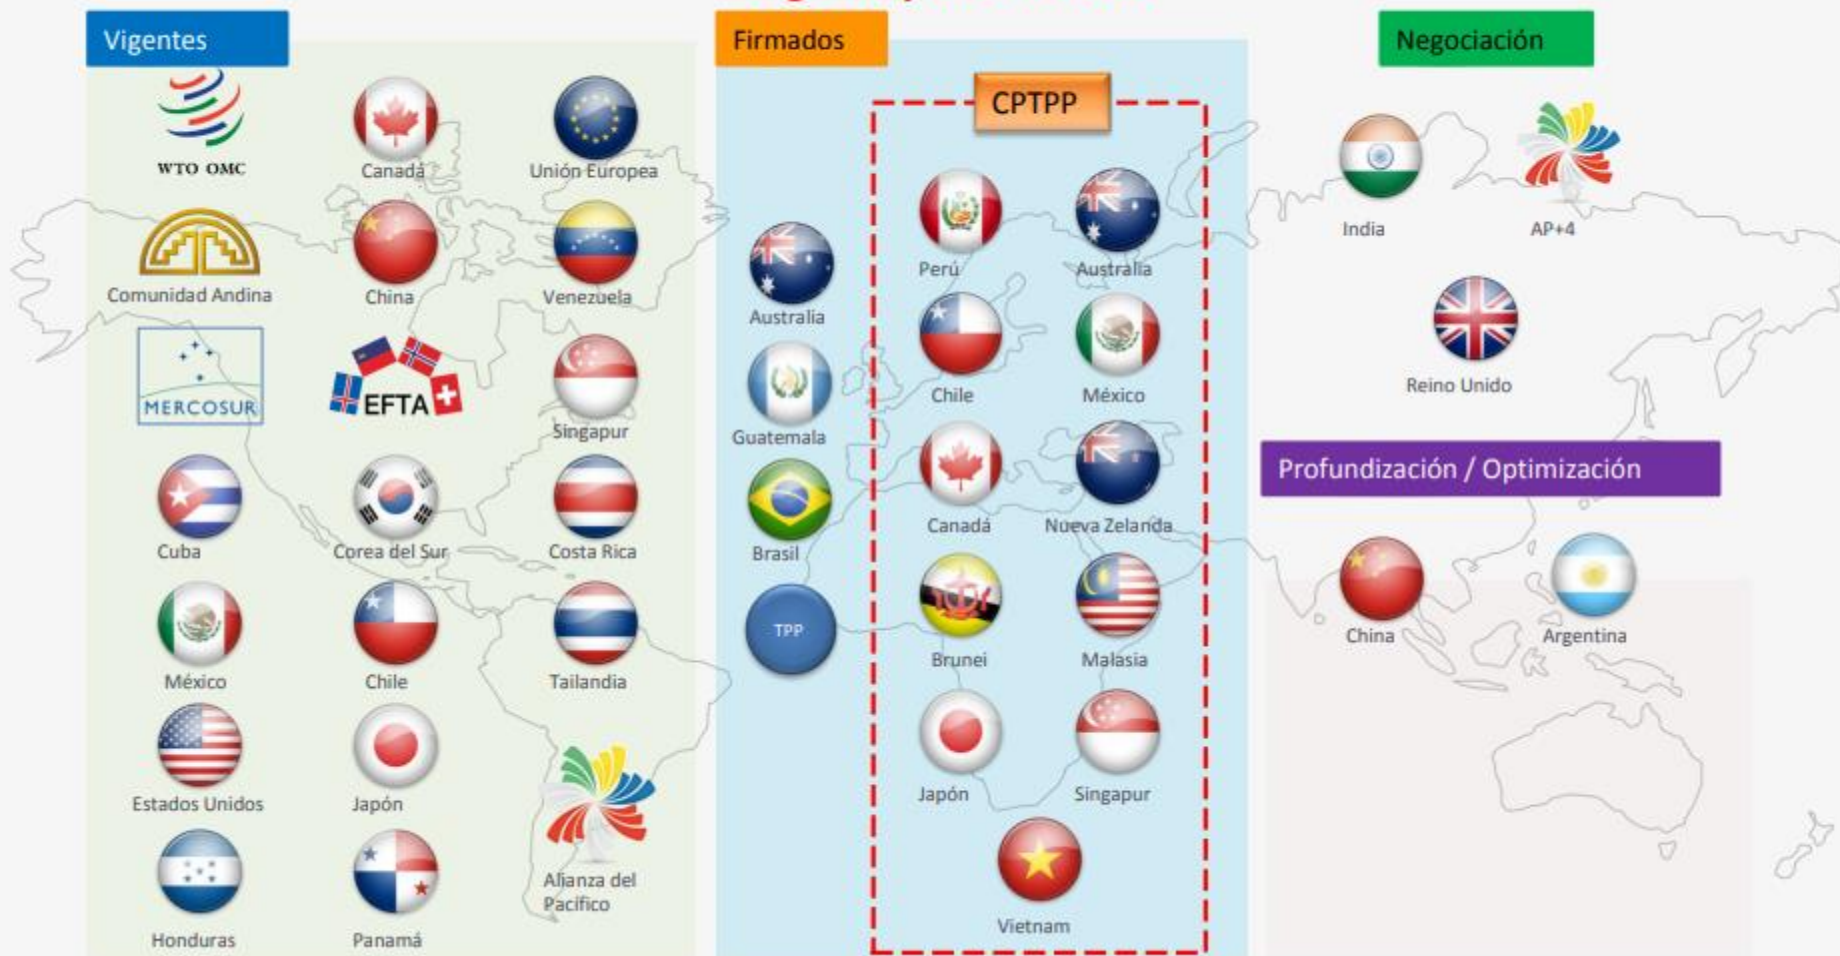 Vigentes
WTO OMC
Canadá
Unión Europea
Comunidad Andina
China
Venezuela
MERCOSUR
EFTA
Singapur
Cuba
Corea del Sur
Costa Rica
México
Chile
Tailandia
Estados Unidos
Japón
Alianza del
Pacífico
Honduras
Panamá
Firmados
Australia
Guatemala
Brasil
TPP
CPTPP
Perú
Australia
Chile
México
Canadá
Nueva Zelanda
Brunei
Malasia
Japón
Singapur
Vietnam
Negociación
India
AP+4
Reino Unido
Profundización / Optimización
China
Argentina